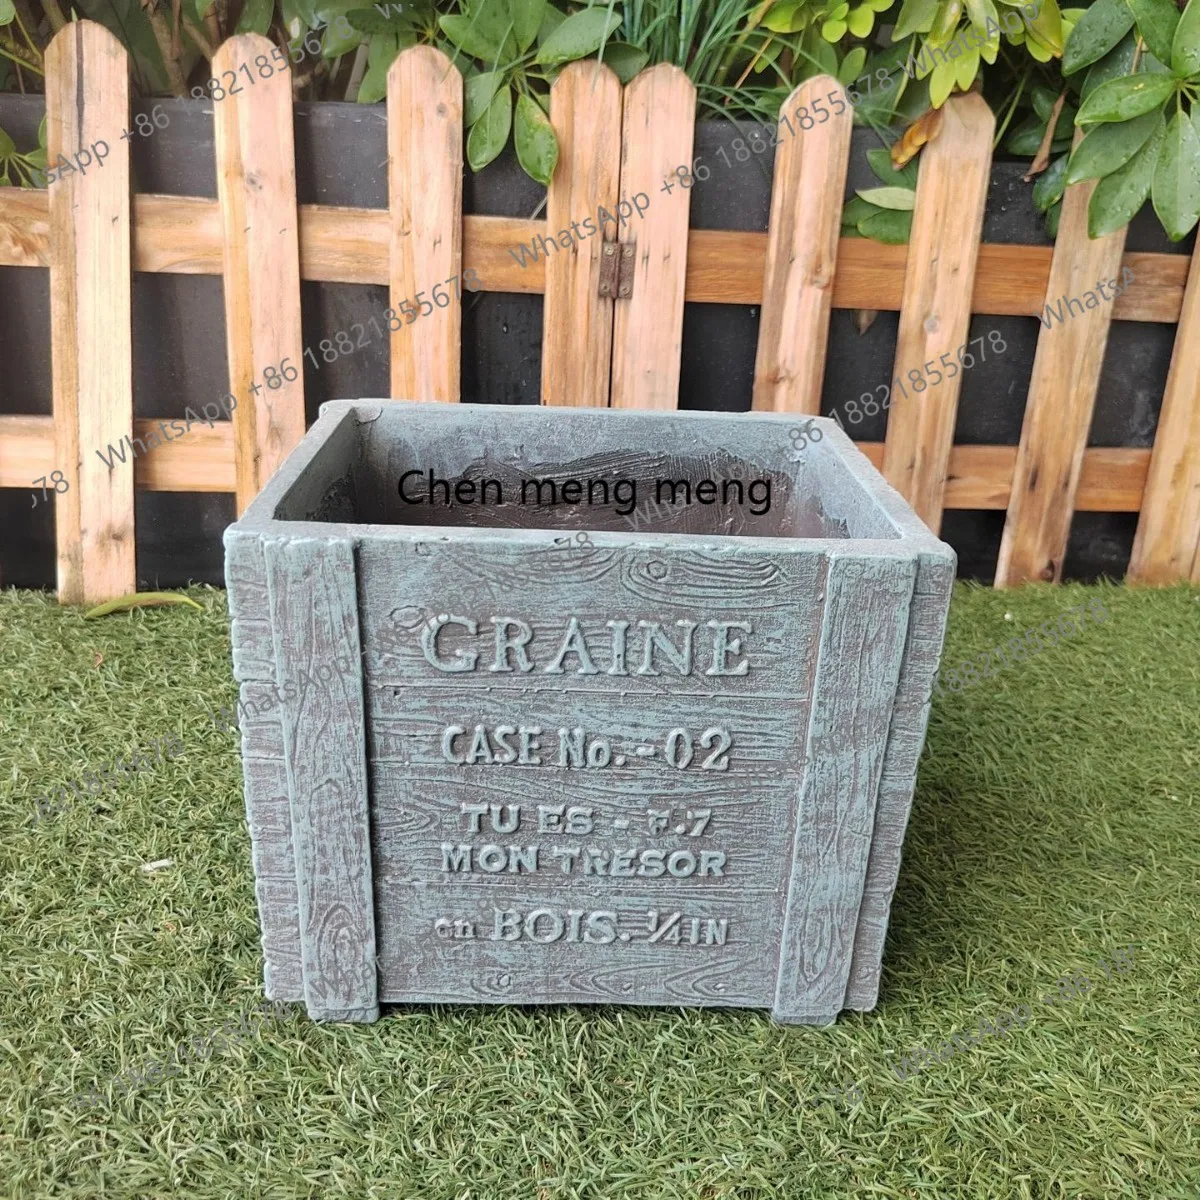 WhatsApp +86 18821855678
Chen meng meng
GRAINE
CASE No.-02
TU ES - F.7
MON TRESOR
en BOIS. ¼IN